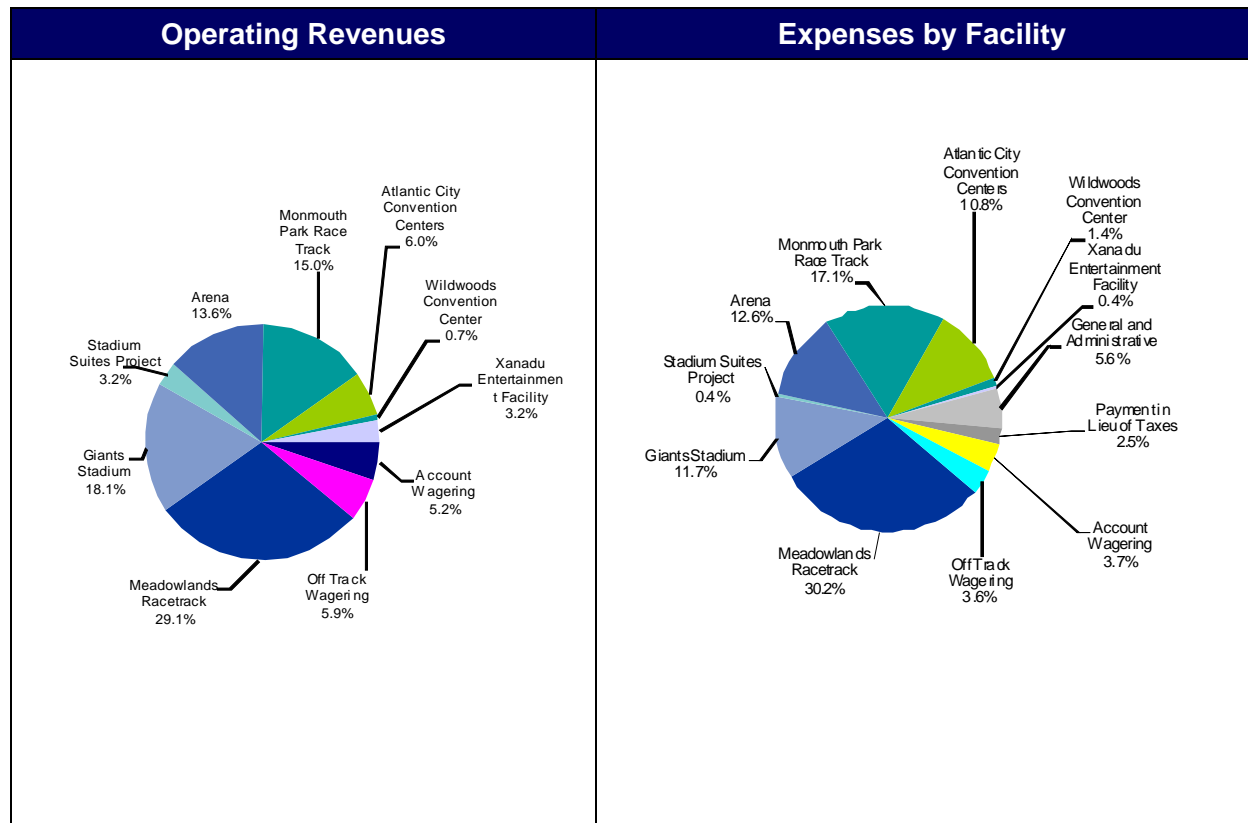 Operating Revenues
Expenses by Facility
Atlantic City
Convention
Centers
6.0%
Monmouth
Park Race
Track
15.0%
Wildwoods
Convention
Center
0.7%
Arena
13.6%
Stadium
Suites Project
3.2%
Xanadu
Entertainmen
t Facility
3.2%
Giants
Stadium
18.1%
Account
Wagering
5.2%
Off Track
Wagering
5.9%
Meadowlands
Racetrack
29.1%
Atlantic City
Convention
Centers
10.8%
Wildwoods
Convention
Center
1.4%
Xanadu
Entertainment
Facility
0.4%
Monmouth Park
Race Track
17.1%
Arena
12.6%
General and
Administrative
5.6%
Stadium Suites
Project
0.4%
Payment in
Lieu of Taxes
2.5%
Giants Stadium
11.7%
Account
Wagering
3.7%
Meadowlands
Racetrack
30.2%
Off Track
Wagering
3.6%